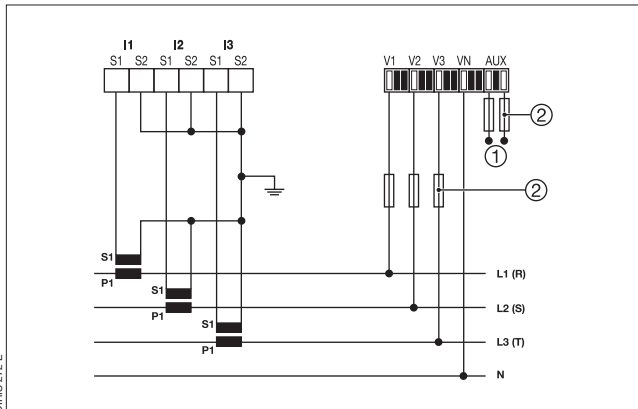 I1 I2 I3
S1 S2 S1 S2 S1 S2
V1 V2 V3 VN AUX
2
1
2
S1
P1
L1 (R)
S1
P1
L2 (S)
S1
P1
L3 (T)
N